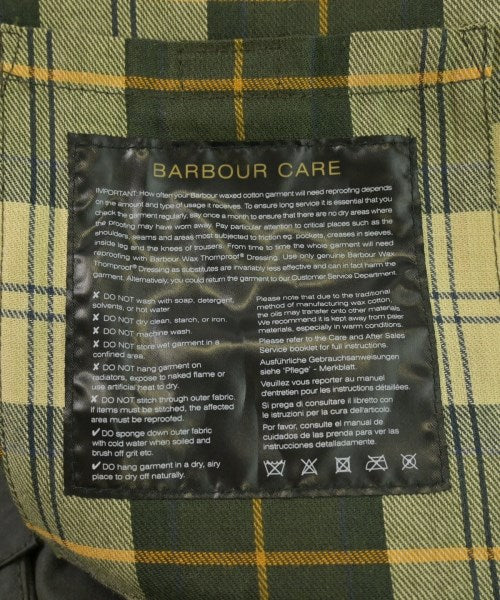 BARBOUR CARE
IMPORTANT: How often your Barbour waxed cotton garment will need reproofing depends
on the amount and type of usage it receives. To ensure long service it is essential that you
check the garment regularly, say once a month to ensure that there are no dry areas where
the proofing may have worn away. Pay particular attention to critical places such as the
shoulders, seams and areas most subjected to friction eg. pockets, creases in sleeves,
inside leg and the knees of trousers. From time to time the whole garment will need
reproofing with Barbour Wax Thornproof® Dressing. Use only genuine Barbour Wax
Thornproof® Dressing as substitutes are invariably less effective and can in fact harm the
garment. Alternatively, you could return the garment to our Customer Service Department.
✗ DO NOT wash with soap, detergent,
solvents, or hot water
✗ DO NOT dry clean, starch, or iron.
✗ DO NOT machine wash.
✗ DO NOT store wet garment in a
confined area.
✗ DO NOT hang garment on
radiators, expose to naked flame or
use artificial heat to dry.
✗ DO NOT stitch through outer fabric.
If items must be stitched, the affected
area must be reproofed.
✓ DO sponge down outer fabric
with cold water when soiled and
brush off grit etc.
✓ DO hang garment in a dry, airy
place to dry off naturally.
Please note that due to the traditional
method of manufacturing wax cotton,
the oils may transfer onto other materials.
We recommend it is kept away from paler
materials, especially in warm conditions.
Please refer to the Care and After Sales
Service booklet for full instructions.
Ausführliche Gebrauchsanweisungen
siehe 'Pflege' - Merkblatt.
Veuillez vous reporter au manuel
d'entretien pour les instructions détaillées.
Si prega di consultare il libretto con
le istruzioni per la cura dell'articolo.
Por favor, consulte el manual de
cuidados de las prenda para ver las
instrucciones detalladamente.